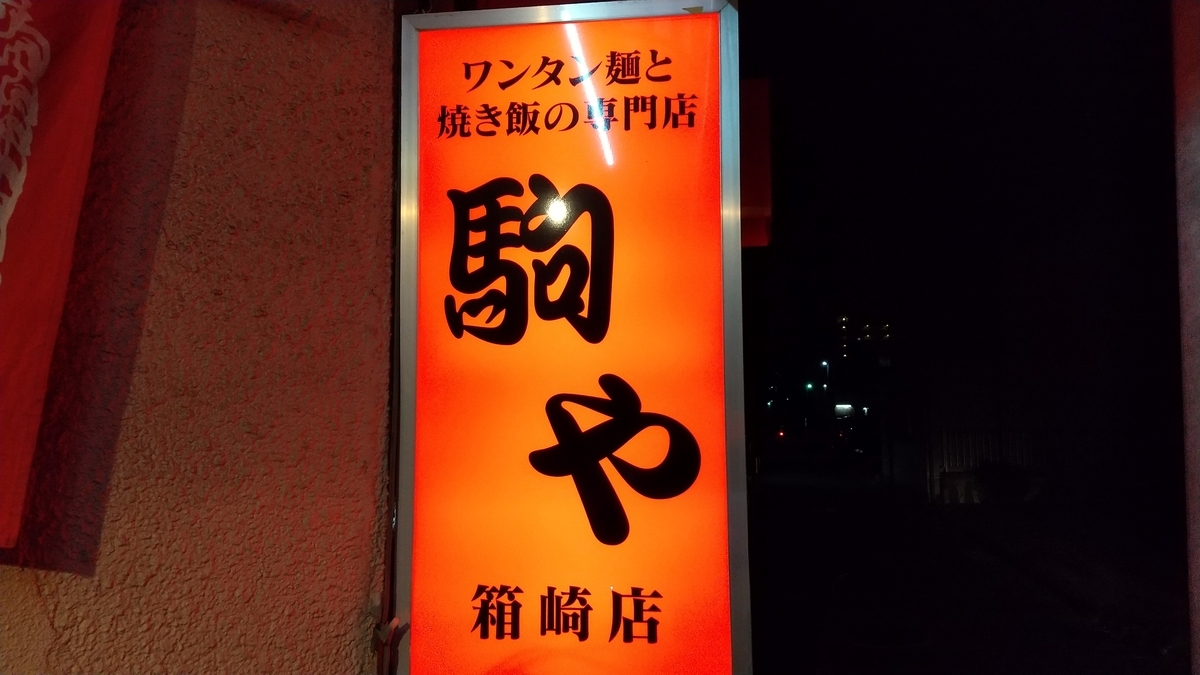 ワンタン麺と
焼き飯の専門店
駒や
箱崎店